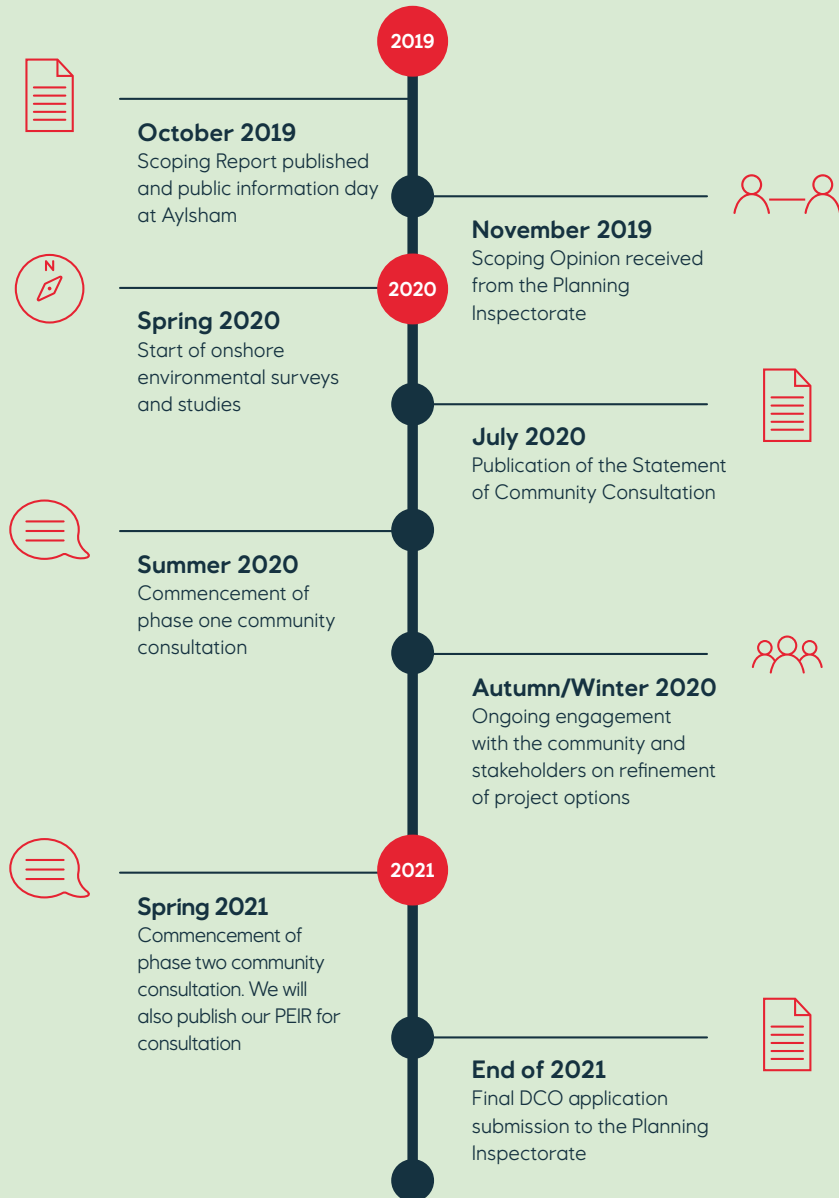 2019
October 2019
Scoping Report published
and public information day
at Aylsham
November 2019
Scoping Opinion received
from the Planning
Inspectorate
N
2020
Spring 2020
Start of onshore
environmental surveys
and studies
July 2020
Publication of the Statement
of Community Consultation
Summer 2020
Commencement of
phase one community
consultation
Autumn/Winter 2020
Ongoing engagement
with the community and
stakeholders on refinement
of project options
2021
Spring 2021
Commencement of
phase two community
consultation. We will
also publish our PEIR for
consultation
End of 2021
Final DCO application
submission to the Planning
Inspectorate